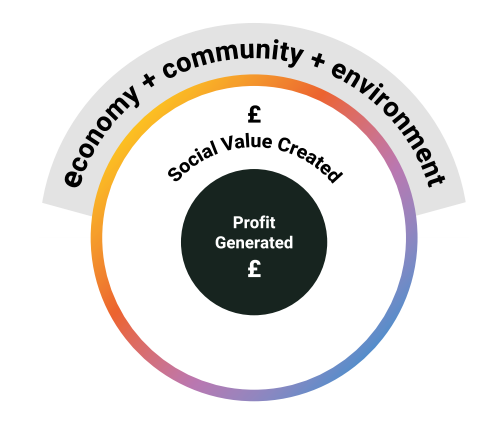 economy + community + environment
£
Social Value Created
Profit
Generated
£